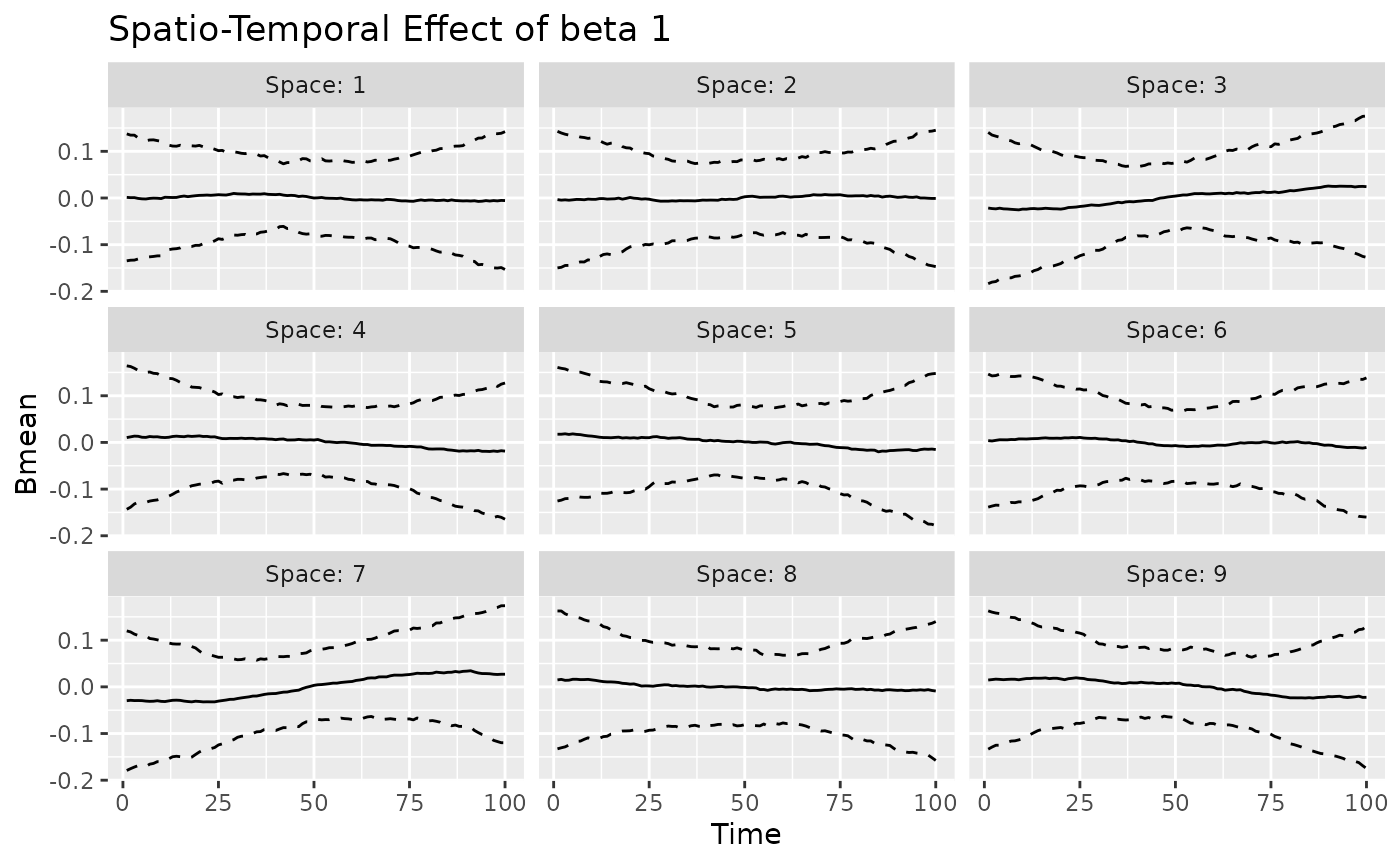 Spatio-Temporal Effect of beta 1
Space: 1
Space: 2
Space: 3
0.1
0.0
-0.1
-0.2
Space: 4
Space: 5
Space: 6
0.1
0.0
-0.1
-0.2
Bmean
Space: 7
Space: 8
Space: 9
0.1
0.0
-0.1
-0.2
0 25 50 75 100 0 25 50 75 100 0 25 50 75 100
Time